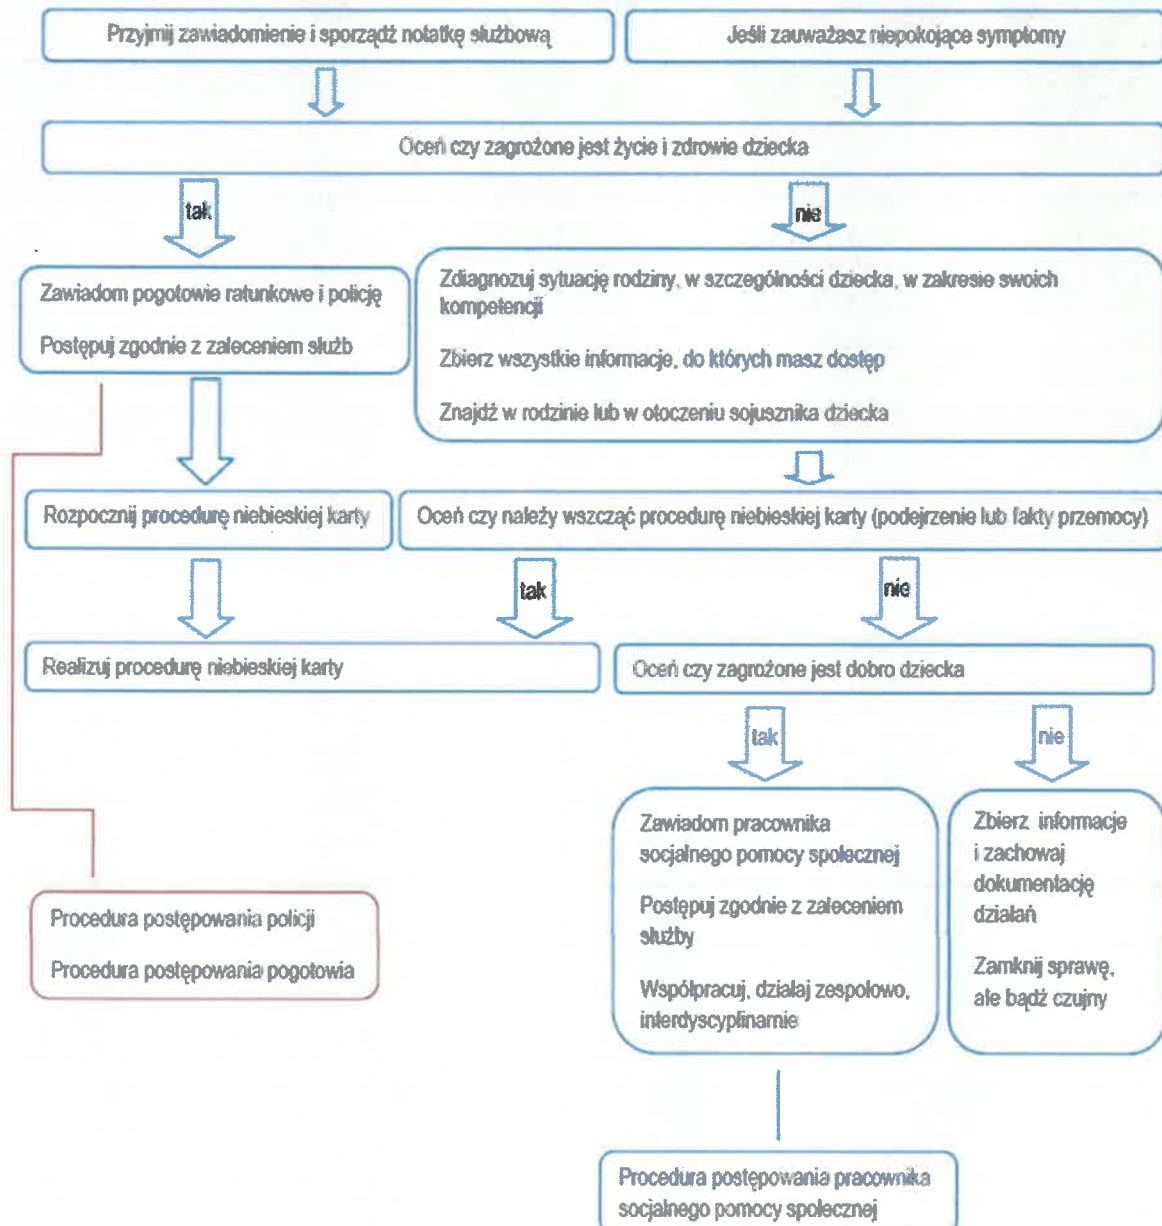 Przyjmij zawiadomienie i sporządź notatkę służbową
Jeśli zauważasz niepokojące symptomy
Oceń czy zagrożone jest życie i zdrowie dziecka
tak
nie
Zawiadom pogotowie ratunkowe i policję
Postępuj zgodnie z zaleceniem służb
Zdiagnozuj sytuację rodziny, w szczególności dziecka, w zakresie swoich
kompetencji
Zbierz wszystkie informacje, do których masz dostęp
Znajdź w rodzinie lub w otoczeniu sojusznika dziecka
Rozpocznij procedurę niebieskiej karty
Oceń czy należy wszcząć procedurę niebieskiej karty (podejrzenie lub fakty przemocy)
tak
nie
Realizuj procedurę niebieskiej karty
Oceń czy zagrożone jest dobro dziecka
tak
nie
Zawiadom pracownika
socjalnego pomocy społecznej
Postępuj zgodnie z zaleceniem
służby
Współpracuj, działaj zespołowo,
interdyscyplinarnie
Zbierz informacje
i zachowaj
dokumentację
działań
Zamknij sprawę,
ale bądź czujny
Procedura postępowania policji
Procedura postępowania pogotowia
Procedura postępowania pracownika
socjalnego pomocy społecznej